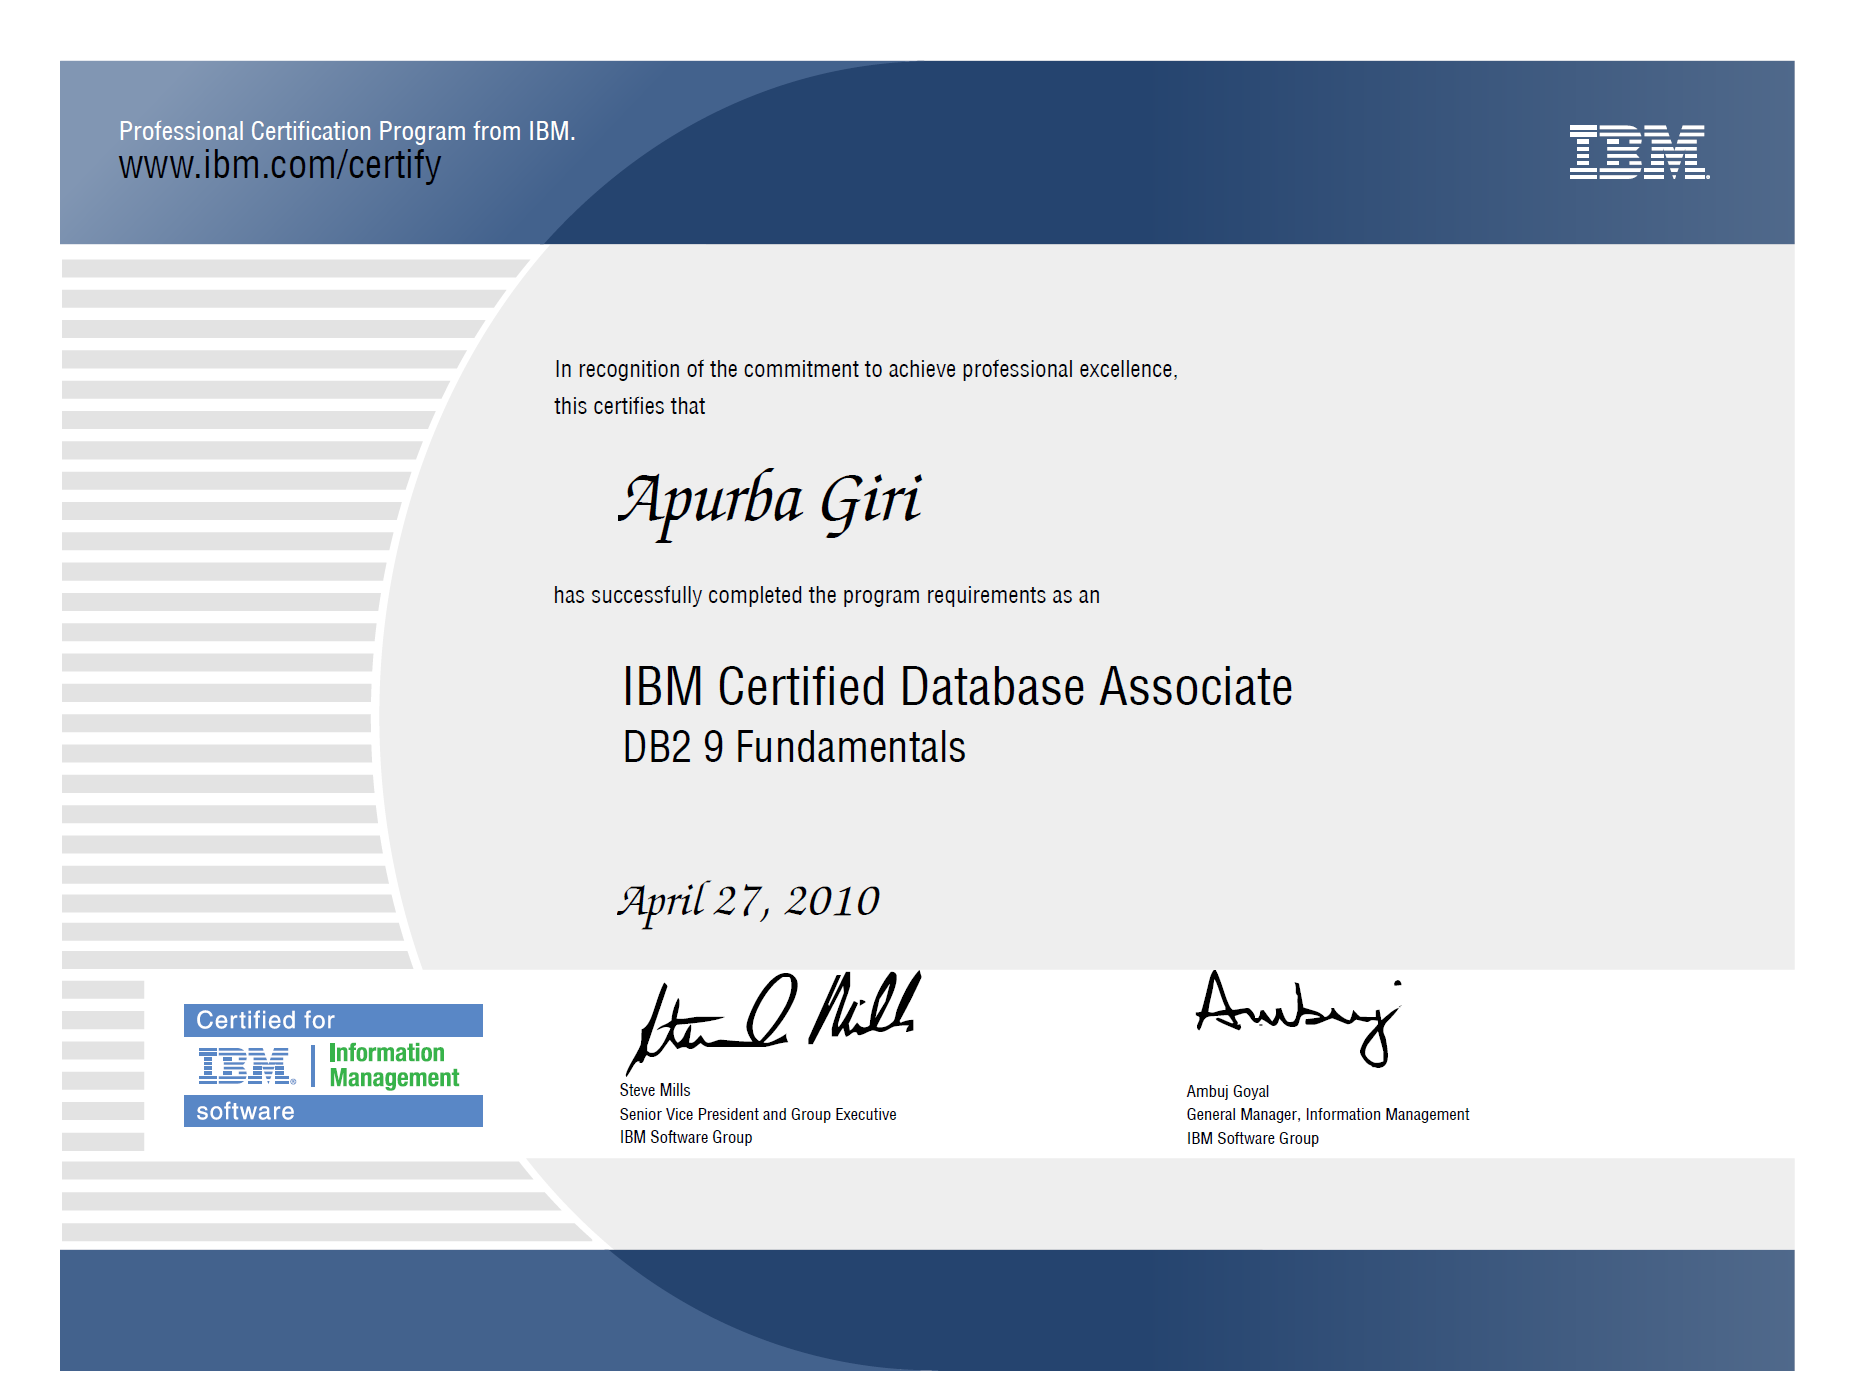 Professional Certification Program from IBM.
www.ibm.com/certify
IBM.
In recognition of the commitment to achieve professional excellence,
this certifies that
Apurba Giri
has successfully completed the program requirements as an
IBM Certified Database Associate
DB2 9 Fundamentals
April 27, 2010
Certified for
IBM® | Information
Management
software
Steve Mills
Steve Mills
Senior Vice President and Group Executive
IBM Software Group
Ambuj
Ambuj Goyal
General Manager, Information Management
IBM Software Group